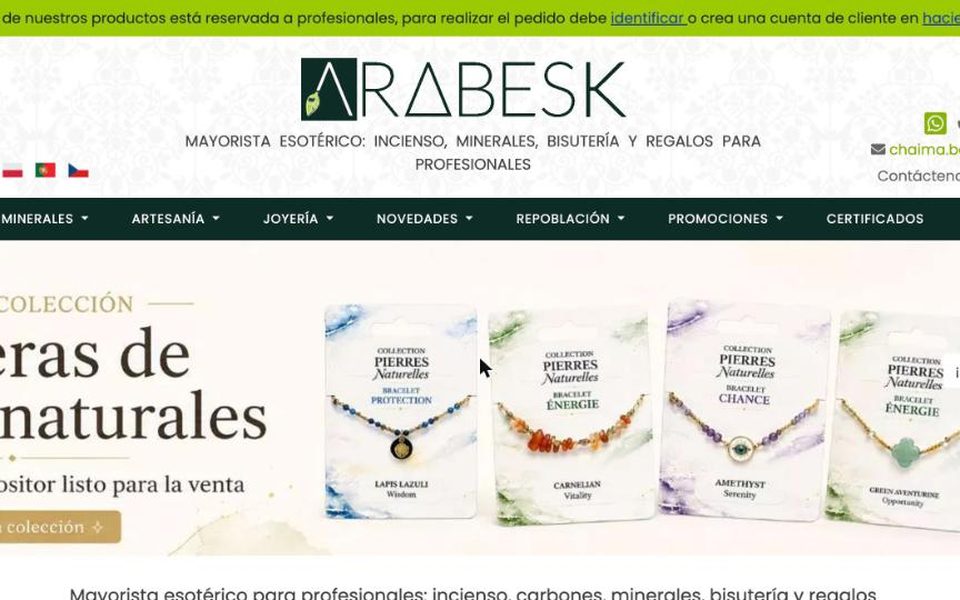 de nuestros productos está reservada a profesionales, para realizar el pedido debe identificar o crea una cuenta de cliente en
ARABESK
MAYORISTA ESOTÉRICO: INCIENSO, MINERALES, BISUTERÍA Y REGALOS PARA
PROFESIONALES
MINERALES
ARTESANÍA
JOYERÍA
NOVEDADES
REPOBLACIÓN
PROMOCIONES
CERTIFICADOS
COLECCIÓN
de
naturales
listo para la venta
colección
COLLECTION
PIERRES
Naturelles
BRACELET
PROTECTION
LAPIS LAZULI
Wisdom
COLLECTION
PIERRES
Naturelles
BRACELET
ÉNERGIE
CARNELIAN
Vitality
COLLECTION
PIERRES
Naturelles
BRACELET
CHANCE
AMETHYST
Serenity
COLLECTION
PIERRES
Naturelles
BRACELET
ÉNERGIE
GREEN AVENTURINE
Opportunity
Mayorista esotérico para profesionales: incienso, carbones, minerales, bisutería y regalos